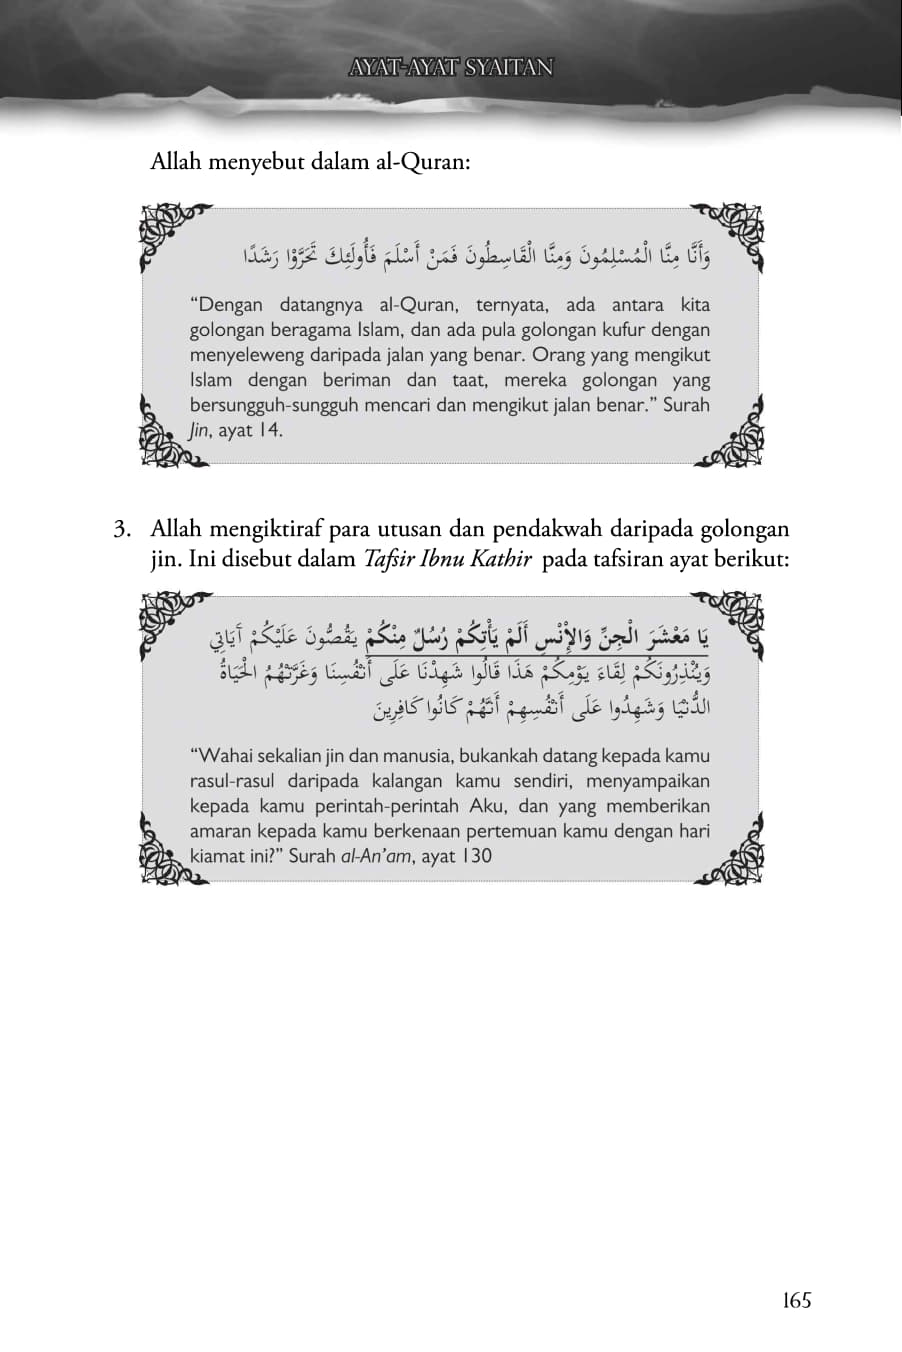 AYAT-AYAT SYAITAN
Allah menyebut dalam al-Quran:
وَأَنَّا مِنَّا الْمُسْلِمُونَ وَمِنَّا الْقَاسِطُونَ فَمَنْ أَسْلَمَ فَأُولَئِكَ تَحَرَّوْا رَشَدًا
“Dengan datangnya al-Quran, ternyata, ada antara kita
golongan beragama Islam, dan ada pula golongan kufur dengan
menyeleweng daripada jalan yang benar. Orang yang mengikut
Islam dengan beriman dan taat, mereka golongan yang
bersungguh-sungguh mencari dan mengikut jalan benar.” Surah
Jin, ayat 14.
3. Allah mengiktiraf para utusan dan pendakwah daripada golongan
jin. Ini disebut dalam Tafsir Ibnu Kathir pada tafsiran ayat berikut:
يَا مَعْشَرَ الْجِنِّ وَالْأِنْسِ أَلَمْ يَأْتِكُمْ رُسُلٌ مِنْكُمْ يَقُصُّونَ عَلَيْكُمْ آيَاتِي
وَيُنْذِرُونَكُمْ لِقَاءَ يَوْمِكُمْ هَذَا قَالُوا شَهِدْنَا عَلَى أَنْفُسِنَا وَغَرَّتْهُمُ الْحَيَاةُ
الدُّنْيَا وَشَهِدُوا عَلَى أَنْفُسِهِمْ أَنَّهُمْ كَانُوا كَافِرِينَ
“Wahai sekalian jin dan manusia, bukankah datang kepada kamu
rasul-rasul daripada kalangan kamu sendiri, menyampaikan
kepada kamu perintah-perintah Aku, dan yang memberikan
amaran kepada kamu berkenaan pertemuan kamu dengan hari
kiamat ini?” Surah al-An’am, ayat 130
165